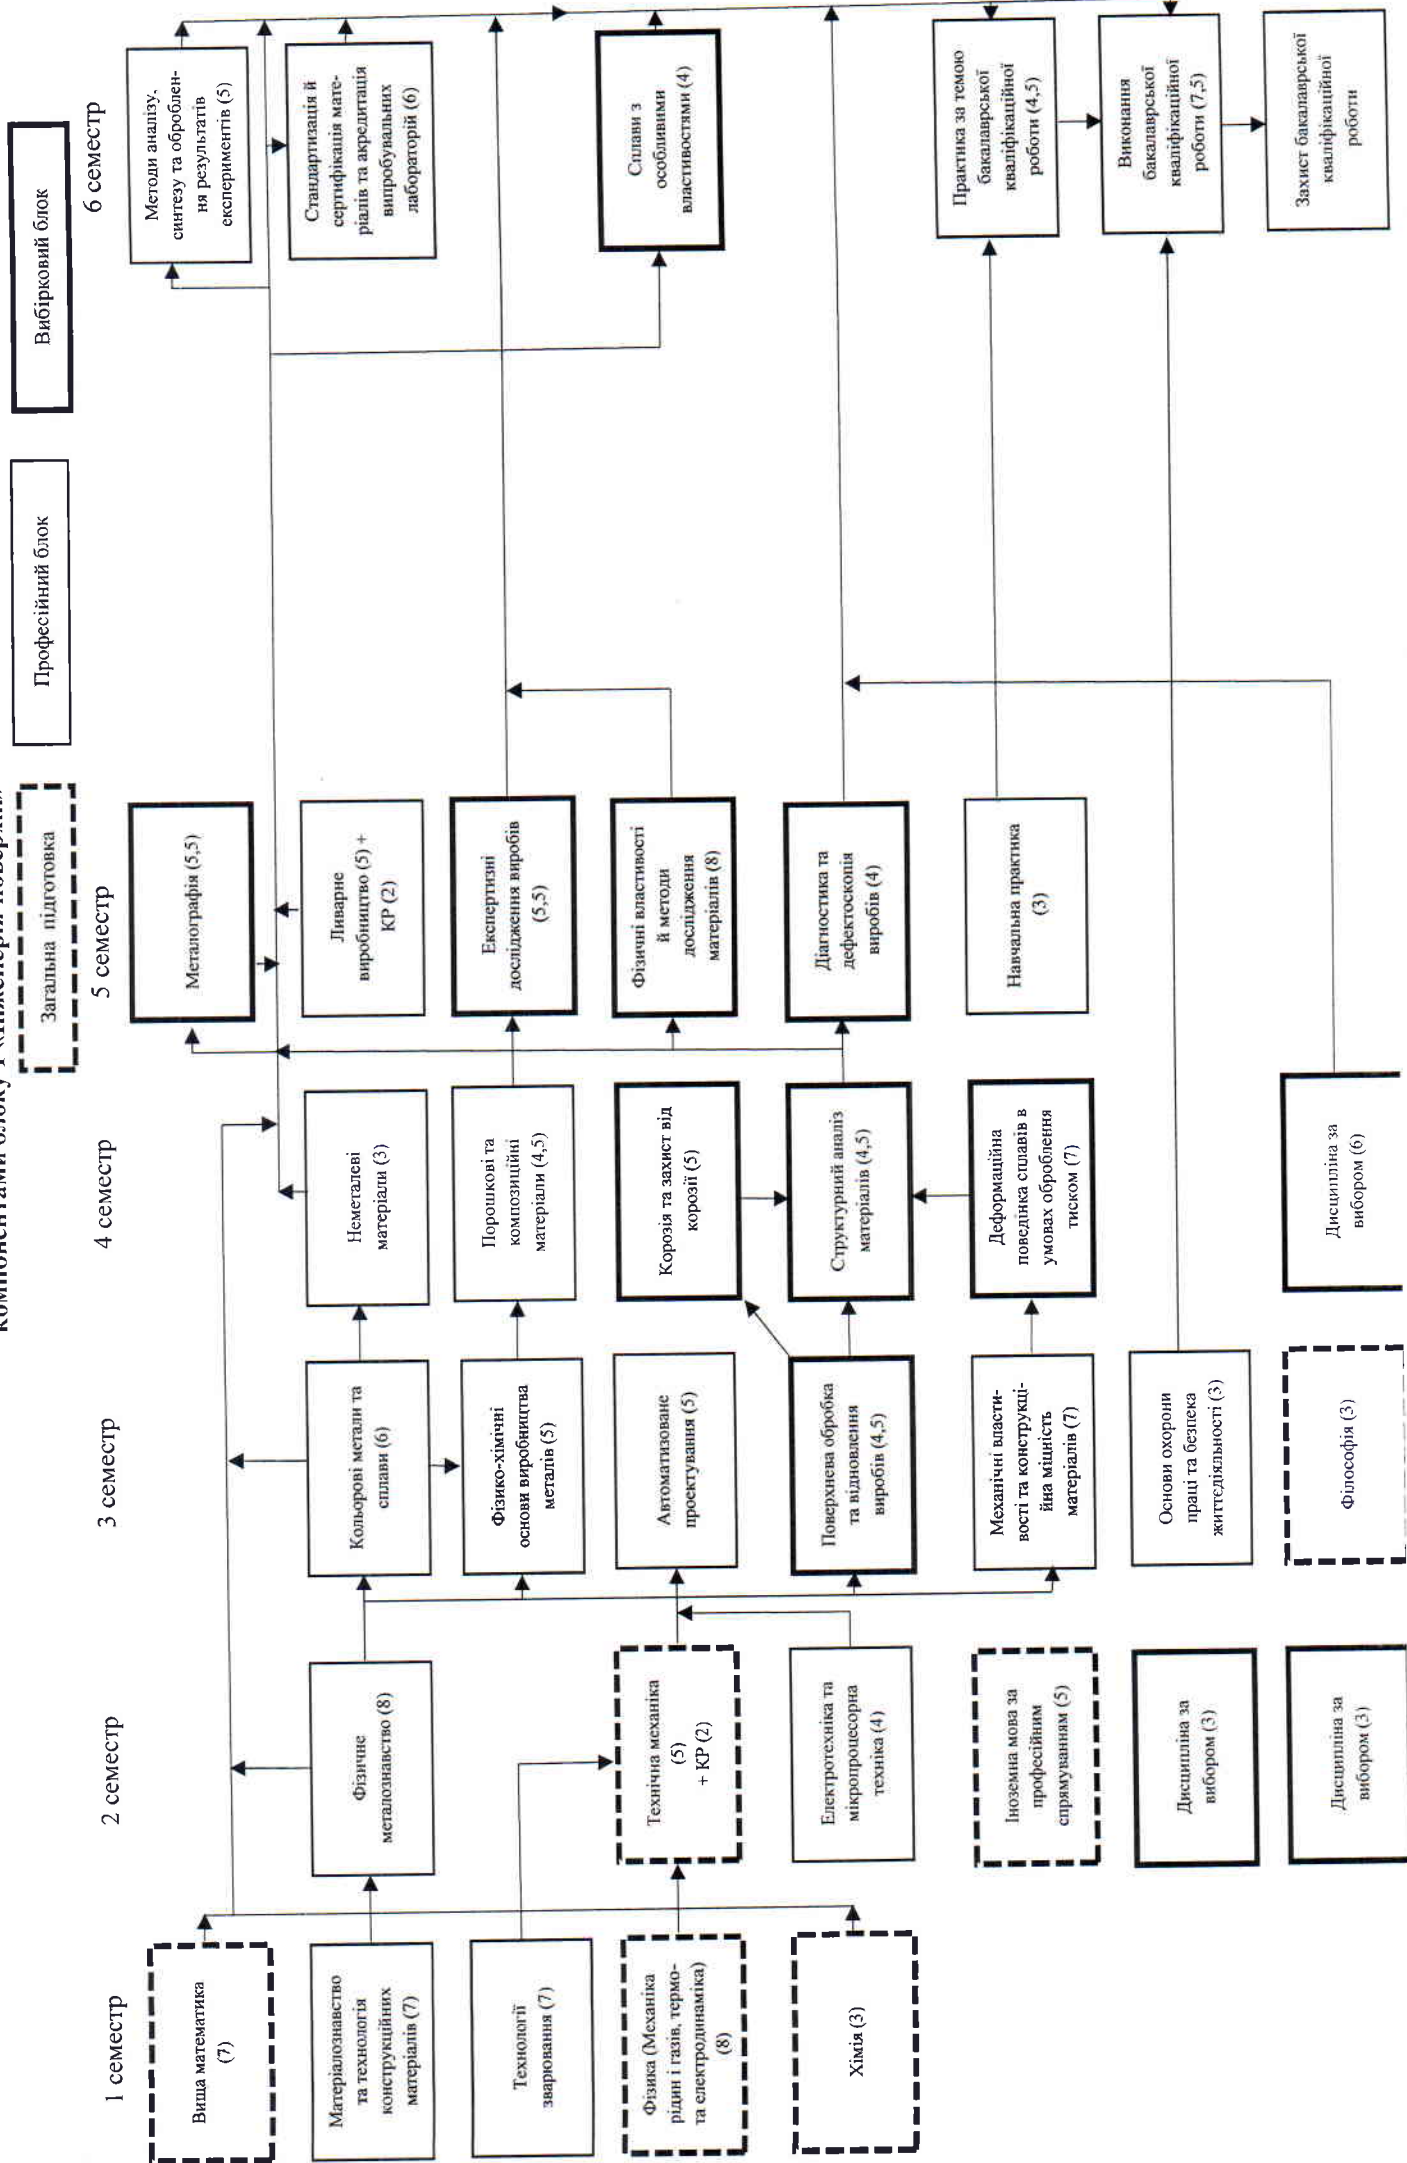 компонентами блоку 1 «Інженерія поверхні»
Загальна підготовка
Професійний блок
Вибірковий блок
1 семестр
2 семестр
3 семестр
4 семестр
5 семестр
6 семестр
Вища математика
(7)
Матеріалознавство
та технологія
конструкційних
матеріалів (7)
Технології
зварювання (7)
Фізика (Механіка
рідин і газів, термо-
та електродинаміка)
(8)
Хімія (3)
Фізичне
металознавство (8)
Технічна механіка
(5)
+ КР (2)
Електротехніка та
мікропроцесорна
техніка (4)
Іноземна мова за
професійним
спрямуванням (5)
Дисципліна за
вибором (3)
Дисципліна за
вибором (3)
Кольорові метали та
сплави (6)
Фізико-хімічні
основи виробництва
металів (5)
Автоматизоване
проектування (5)
Поверхнева обробка
та відновлення
виробів (4,5)
Механічні власти-
вості та конструкцій-
йна міцність
матеріалів (7)
Основи охорони
праці та безпека
життєдіяльності (3)
Філософія (3)
Неметалеві
матеріали (3)
Порошкові та
композиційні
матеріали (4,5)
Корозія та захист від
корозії (5)
Структурний аналіз
матеріалів (4,5)
Деформаційна
поведінка сплавів в
умовах оброблення
тиском (7)
Дисципліна за
вибором (6)
Металографія (5,5)
Ливарне
виробництво (5) +
КР (2)
Експертизні
дослідження виробів
(5,5)
Фізичні властивості
й методи
дослідження
матеріалів (8)
Діагностика та
дефектоскопія
виробів (4)
Навчальна практика
(3)
Методи аналізу,
синтезу та оброблен-
ня результатів
експериментів (5)
Стандартизація й
сертифікація мате-
ріалів та акредитація
випробувальних
лабораторій (6)
Сплави з
особливими
властивостями (4)
Практика за темою
бакалаврської
кваліфікаційної
роботи (4,5)
Виконання
бакалаврської
кваліфікаційної
роботи (7,5)
Захист бакалаврської
кваліфікаційної
роботи